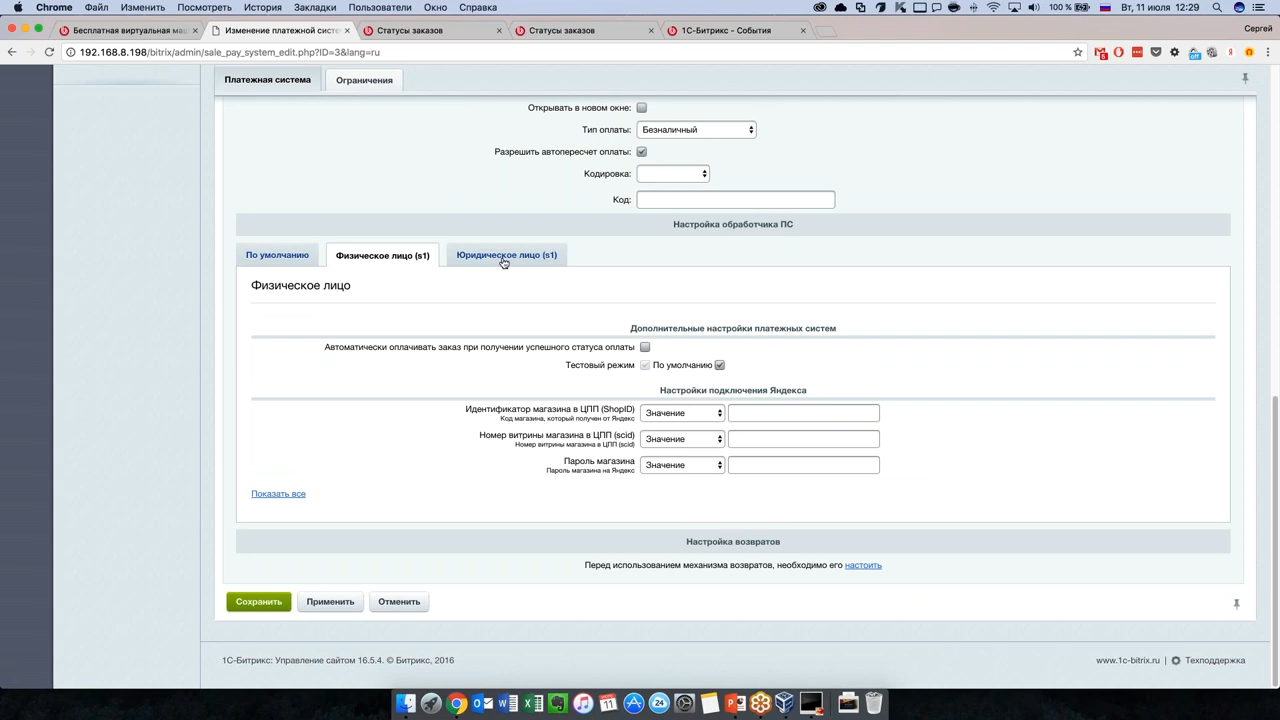 Chrome Файл Изменить Посмотреть История Закладки Пользователи Окно Справка 100 % Пт, 11 нояб. 12:29
Бесплатная виртуальная маш Изменение платежной систе Статусы заказов Статусы заказов 1С-Битрикс - События Сергей
192.168.8.198/bitrix/admin/sale_pay_system_edit.php?ID=3&lang=ru
Платежная система Ограничения
Открывать в новом окне:
Тип оплаты: Безналичный
Разрешить автопересчет оплаты:
Кодировка:
Код:
Настройка обработчика ПС
По умолчанию Физическое лицо (s1) Юридическое лицо (s1)
Физическое лицо
Дополнительные настройки платежных систем
Автоматически оплачивать заказ при получении успешного статуса оплаты
Тестовый режим По умолчанию
Настройки подключения Яндекса
Идентификатор магазина в ЦПП (ShopID) Значение
Код магазина, который получен от Яндекс
Номер витрины магазина в ЦПП (scid) Значение
Номер витрины магазина в ЦПП (scid)
Пароль магазина Значение
Пароль магазина на Яндекс
Показать все
Настройка возвратов
Перед использованием механизма возвратов, необходимо его настоить
Сохранить Применить Отменить
1С-Битрикс: Управление сайтом 16.5.4. © Битрикс, 2016 www.1c-bitrix.ru | Техподдержка